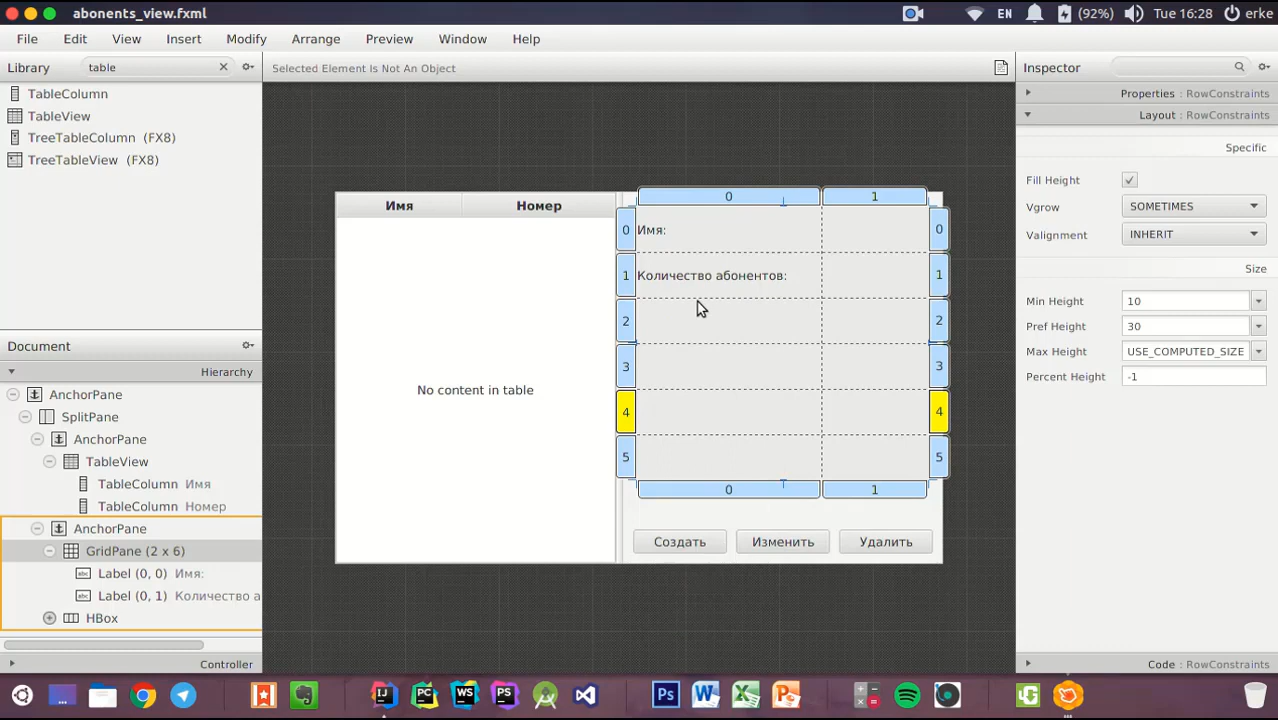 abonents_view.fxml
EN
(92%)
Tue 16:28
erke
File
Edit
View
Insert
Modify
Arrange
Preview
Window
Help
Library
table
TableColumn
TableView
TreeTableColumn (FX8)
TreeTableView (FX8)
Document
Hierarchy
AnchorPane
SplitPane
AnchorPane
TableView
TableColumn Имя
TableColumn Номер
AnchorPane
GridPane (2 x 6)
Label (0, 0) Имя:
Label (0, 1) Количество а
HBox
Controller
Selected Element Is Not An Object
Имя
Номер
No content in table
0
1
0
Имя:
0
1
Количество абонентов:
1
2
2
3
3
4
4
5
5
0
1
Создать
Изменить
Удалить
Inspector
Properties : RowConstraints
Layout : RowConstraints
Specific
Fill Height
Vgrow
SOMETIMES
Valignment
INHERIT
Size
Min Height
10
Pref Height
30
Max Height
USE_COMPUTED_SIZE
Percent Height
-1
Code : RowConstraints
...
IJ
PC
WS
PS
Ps
W
X
P